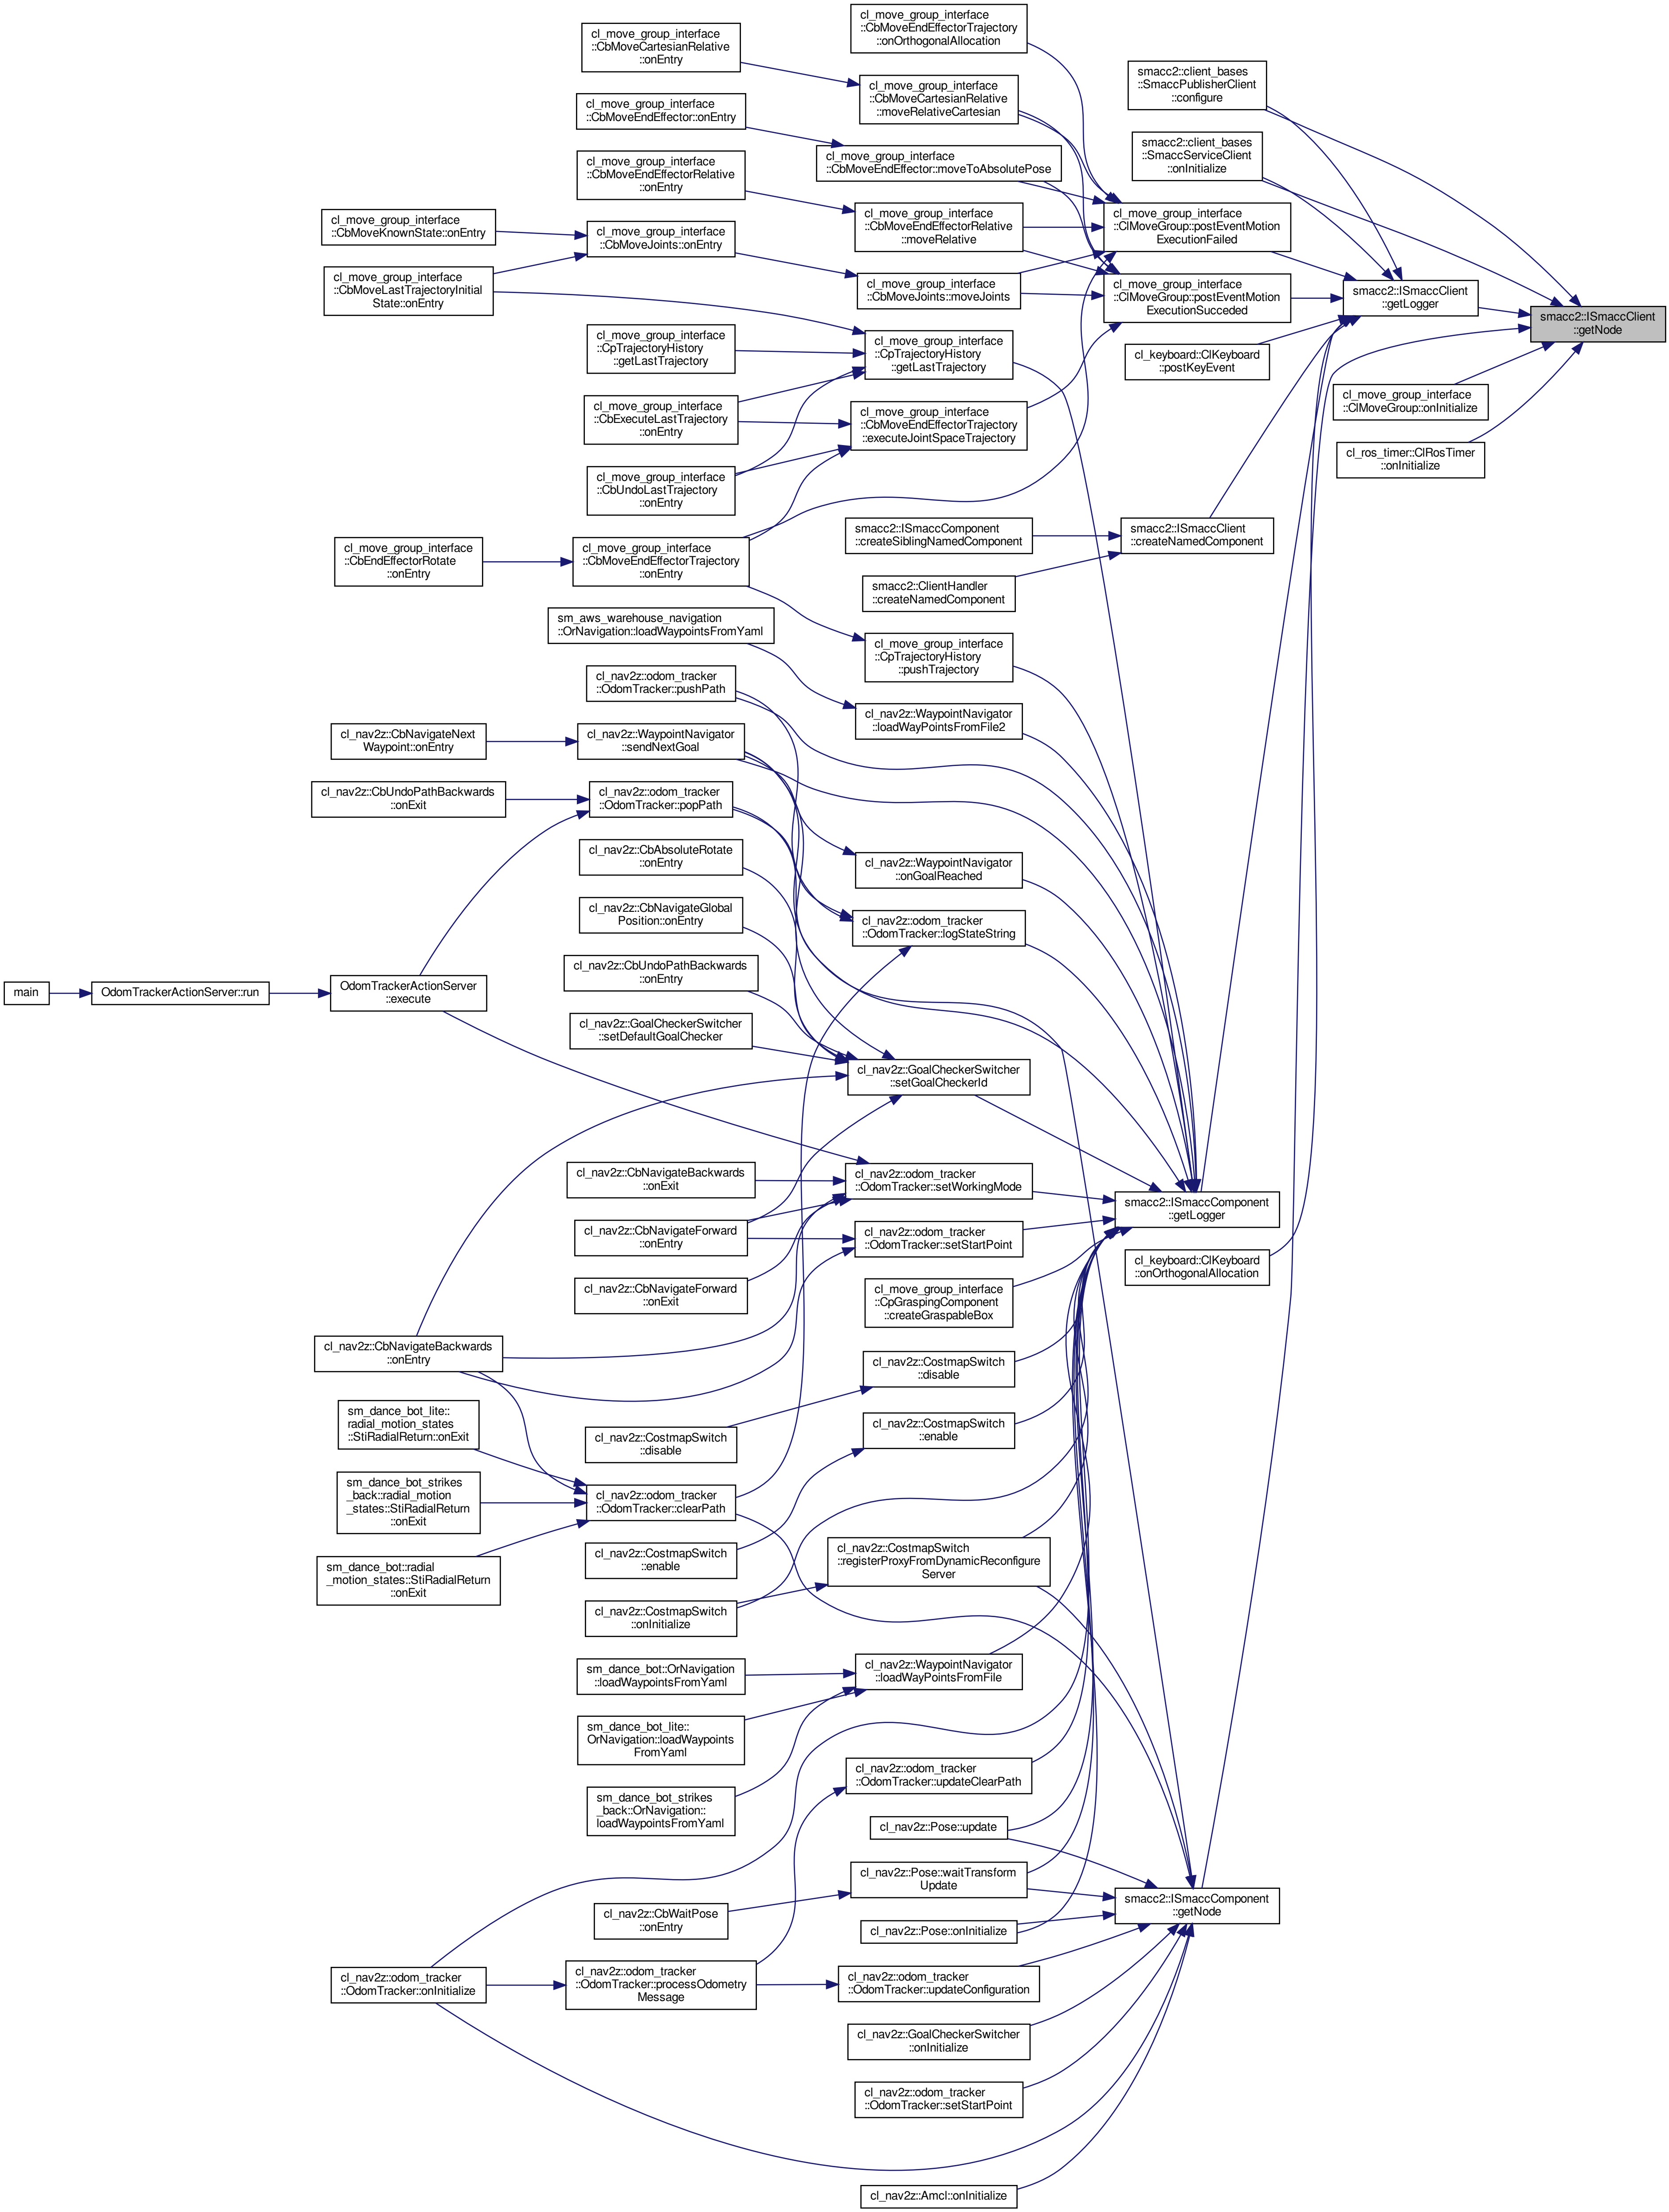 cl_move_group_interface
::CbMoveEndEffectorTrajectory
::onOrthogonalAllocation
cl_move_group_interface
::CbMoveCartesianRelative
::onEntry
smacc2::client_bases
::SmaccPublisherClient
::configure
cl_move_group_interface
::CbMoveCartesianRelative
::moveRelativeCartesian
cl_move_group_interface
::CbMoveEndEffector::onEntry
smacc2::client_bases
::SmaccServiceClient
::onInitialize
cl_move_group_interface
::CbMoveEndEffector::moveToAbsolutePose
cl_move_group_interface
::CbMoveEndEffectorRelative
::onEntry
cl_move_group_interface
::CbMoveKnownState::onEntry
cl_move_group_interface
::CbMoveJoints::onEntry
cl_move_group_interface
::CbMoveEndEffectorRelative
::moveRelative
cl_move_group_interface
::ClMoveGroup::postEventMotion
ExecutionFailed
cl_move_group_interface
::CbMoveLastTrajectoryInitial
State::onEntry
cl_move_group_interface
::CbMoveJoints::moveJoints
cl_move_group_interface
::ClMoveGroup::postEventMotion
ExecutionSucceded
smacc2::ISmaccClient
::getLogger
smacc2::ISmaccClient
::getNode
cl_move_group_interface
::CpTrajectoryHistory
::getLastTrajectory
cl_move_group_interface
::CpTrajectoryHistory
::getLastTrajectory
cl_keyboard::ClKeyboard
::postKeyEvent
cl_move_group_interface
::ClMoveGroup::onInitialize
cl_move_group_interface
::CbExecuteLastTrajectory
::onEntry
cl_move_group_interface
::CbMoveEndEffectorTrajectory
::executeJointSpaceTrajectory
cl_ros_timer::ClRosTimer
::onInitialize
cl_move_group_interface
::CbUndoLastTrajectory
::onEntry
smacc2::ISmaccComponent
::createSiblingNamedComponent
smacc2::ISmaccClient
::createNamedComponent
cl_move_group_interface
::CbEndEffectorRotate
::onEntry
cl_move_group_interface
::CbMoveEndEffectorTrajectory
::onEntry
smacc2::ClientHandler
::createNamedComponent
sm_aws_warehouse_navigation
::OrNavigation::loadWaypointsFromYaml
cl_move_group_interface
::CpTrajectoryHistory
::pushTrajectory
cl_nav2z::odom_tracker
::OdomTracker::pushPath
cl_nav2z::WaypointNavigator
::loadWayPointsFromFile2
cl_nav2z::CbNavigateNext
Waypoint::onEntry
cl_nav2z::WaypointNavigator
::sendNextGoal
cl_nav2z::CbUndoPathBackwards
::onExit
cl_nav2z::odom_tracker
::OdomTracker::popPath
cl_nav2z::CbAbsoluteRotate
::onEntry
cl_nav2z::WaypointNavigator
::onGoalReached
cl_nav2z::CbNavigateGlobal
Position::onEntry
cl_nav2z::odom_tracker
::OdomTracker::logStateString
cl_nav2z::CbUndoPathBackwards
::onEntry
main
OdomTrackerActionServer::run
OdomTrackerActionServer
::execute
cl_nav2z::GoalCheckerSwitcher
::setDefaultGoalChecker
cl_nav2z::GoalCheckerSwitcher
::setGoalCheckerId
cl_nav2z::CbNavigateBackwards
::onExit
cl_nav2z::odom_tracker
::OdomTracker::setWorkingMode
smacc2::ISmaccComponent
::getLogger
cl_nav2z::CbNavigateForward
::onEntry
cl_nav2z::odom_tracker
::OdomTracker::setStartPoint
cl_keyboard::ClKeyboard
::onOrthogonalAllocation
cl_nav2z::CbNavigateForward
::onExit
cl_move_group_interface
::CpGraspingComponent
::createGraspableBox
cl_nav2z::CbNavigateBackwards
::onEntry
cl_nav2z::CostmapSwitch
::disable
sm_dance_bot_lite::
radial_motion_states
::StiRadialReturn::onExit
cl_nav2z::CostmapSwitch
::disable
cl_nav2z::CostmapSwitch
::enable
sm_dance_bot_strikes
_back::radial_motion
_states::StiRadialReturn
::onExit
cl_nav2z::odom_tracker
::OdomTracker::clearPath
cl_nav2z::CostmapSwitch
::enable
cl_nav2z::CostmapSwitch
::registerProxyFromDynamicReconfigure
Server
sm_dance_bot::radial
_motion_states::StiRadialReturn
::onExit
cl_nav2z::CostmapSwitch
::onInitialize
sm_dance_bot::OrNavigation
::loadWaypointsFromYaml
cl_nav2z::WaypointNavigator
::loadWayPointsFromFile
sm_dance_bot_lite::
OrNavigation::loadWaypoints
FromYaml
cl_nav2z::odom_tracker
::OdomTracker::updateClearPath
sm_dance_bot_strikes
_back::OrNavigation::
loadWaypointsFromYaml
cl_nav2z::Pose::update
cl_nav2z::Pose::waitTransform
Update
smacc2::ISmaccComponent
::getNode
cl_nav2z::CbWaitPose
::onEntry
cl_nav2z::Pose::onInitialize
cl_nav2z::odom_tracker
::OdomTracker::onInitialize
cl_nav2z::odom_tracker
::OdomTracker::processOdometry
Message
cl_nav2z::odom_tracker
::OdomTracker::updateConfiguration
cl_nav2z::GoalCheckerSwitcher
::onInitialize
cl_nav2z::odom_tracker
::OdomTracker::setStartPoint
cl_nav2z::Amcl::onInitialize